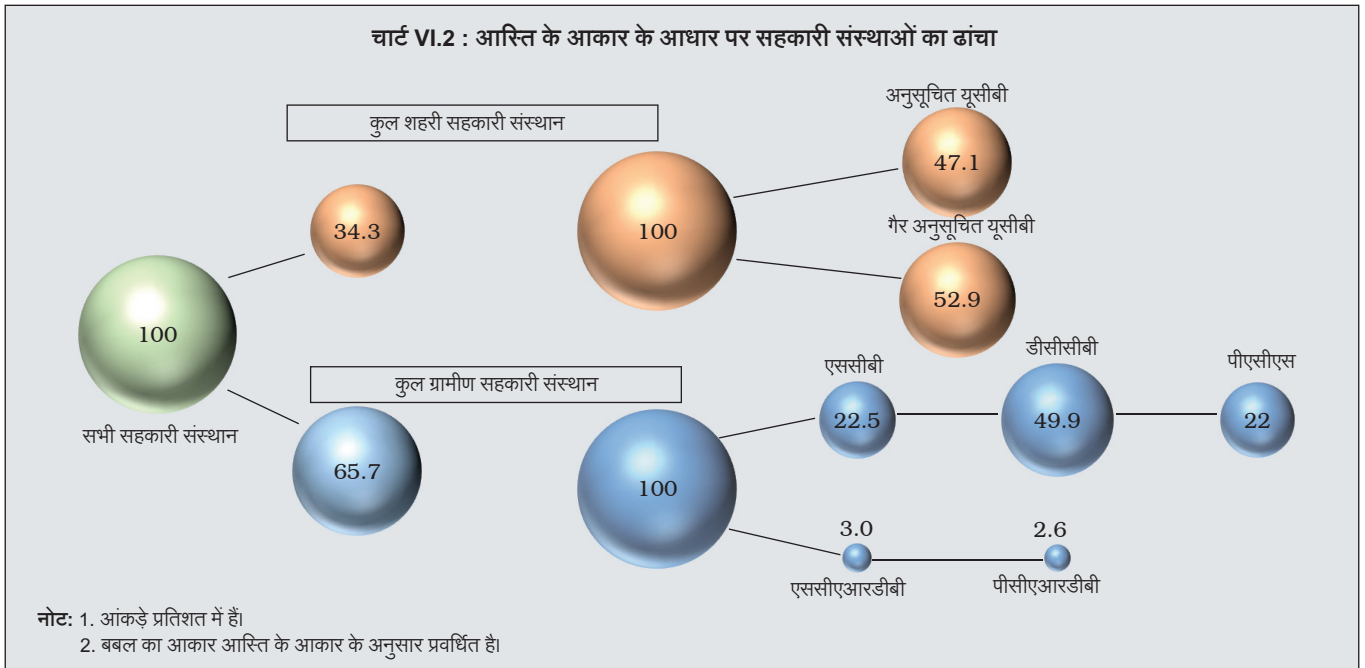 चार्ट VI.2 : आस्ति के आकार के आधार पर सहकारी संस्थाओं का ढांचा
अनुसूचित यूसीबी
कुल शहरी सहकारी संस्थान
47.1
34.3
100
गैर अनुसूचित यूसीबी
52.9
100
सभी सहकारी संस्थान
कुल ग्रामीण सहकारी संस्थान
65.7
100
एससीबी
डीसीसीबी
पीएसीएस
22.5
49.9
22
3.0
2.6
एससीएआरडीबी
पीसीएआरडीबी
नोट: 1. आंकड़े प्रतिशत में हैं।
2. बबल का आकार आस्ति के आकार के अनुसार प्रवर्धित है।